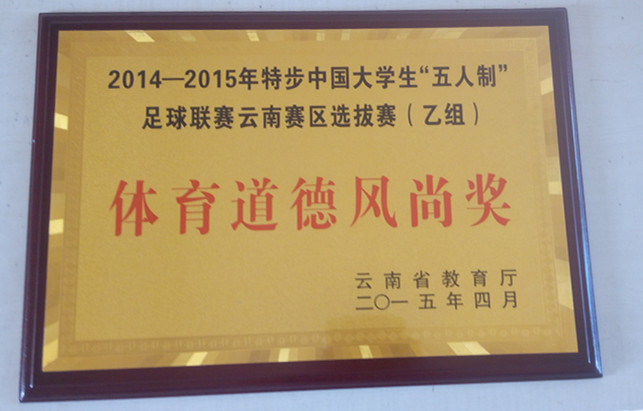 2014—2015年特步中国大学生“五人制”
足球联赛云南赛区选拔赛（乙组）
体育道德风尚奖
云南省教育厅
二〇一五年四月